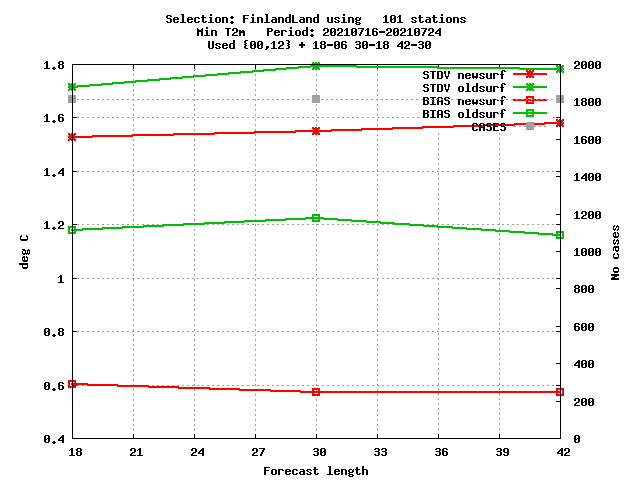 Selection: FinlandLand using   101 stations
Min T2m   Period: 20210716-20210724
Used {00,12} + 18-06 30-18 42-30
1.8
1.6
1.4
1.2
1
0.8
0.6
0.4
deg C
STDV newsurf
STDV oldsurf
BIAS newsurf
BIAS oldsurf
CASES
2000
1800
1600
1400
1200
1000
800
600
400
200
0
No cases
18 21 24 27 30 33 36 39 42
Forecast length